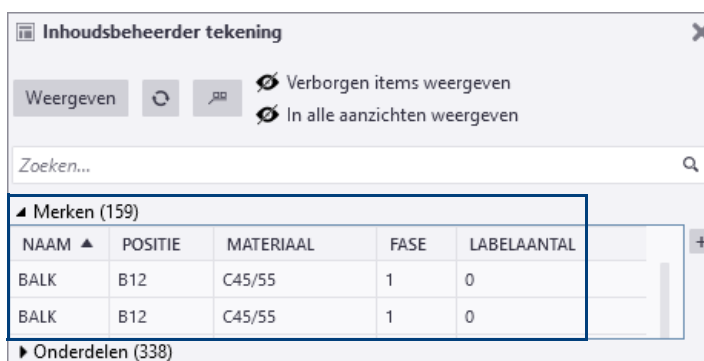 Inhoudsbeheerder tekening
Weergeven
Verborgen items weergeven
In alle aanzichten weergeven
Zoeken...
Merken (159)
NAAM POSITIE MATERIAAL FASE LABELAANTAL
BALK B12 C45/55 1 0
BALK B12 C45/55 1 0
Onderdelen (338)